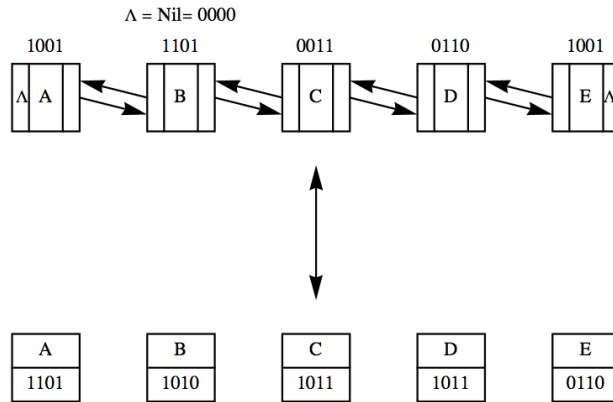 Λ = Nil= 0000
1001 1101 0011 0110 1001
Λ A B C D E Λ
A B C D E
1101 1010 1011 1011 0110